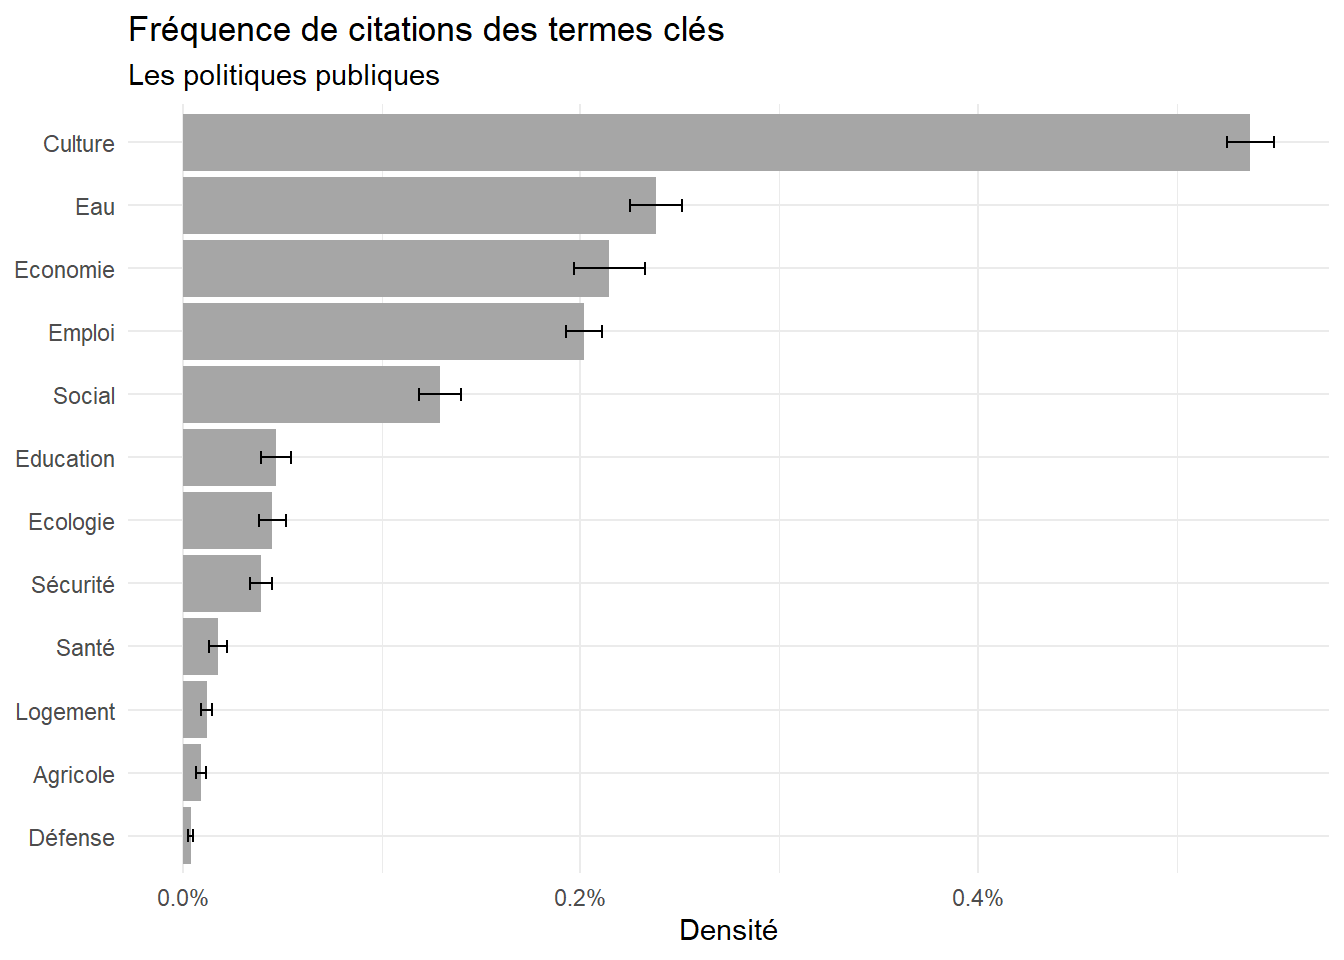 Fréquence de citations des termes clés
Les politiques publiques
Culture
Eau
Economie
Emploi
Social
Education
Ecologie
Sécurité
Santé
Logement
Agricole
Défense
0.0% 0.2% 0.4%
Densité